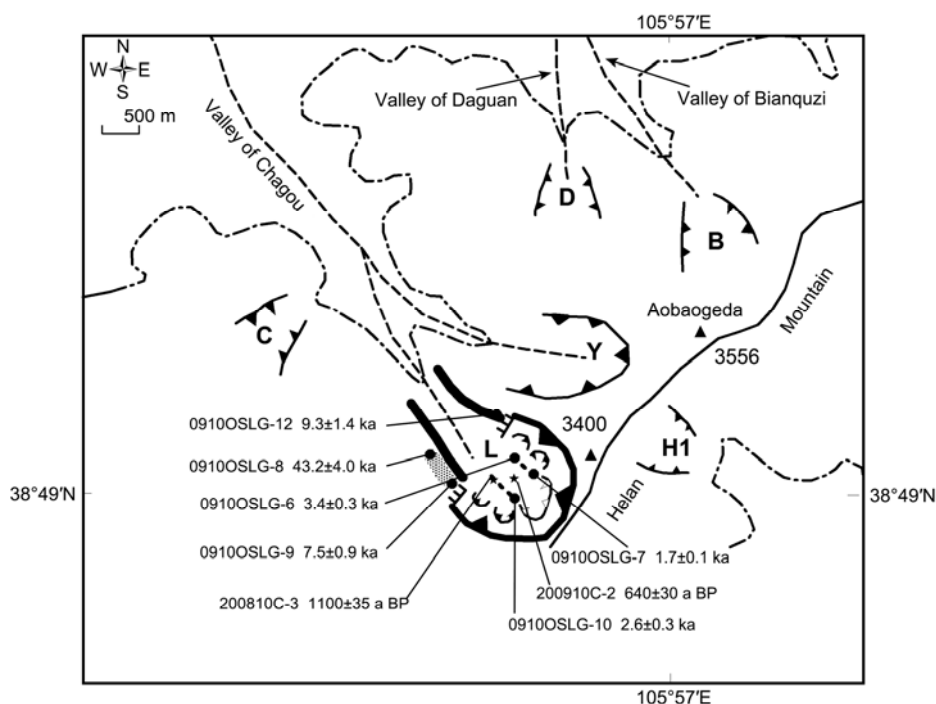 105°57′E
N
W E
S
500 m
Valley of Daguan
Valley of Bianquzi
Valley of Chagou
D
B
Aobaogeda
Mountain
C
Y
3556
3400
0910OSLG-12 9.3±1.4 ka
L
H1
0910OSLG-8 43.2±4.0 ka
38°49′N
38°49′N
0910OSLG-6 3.4±0.3 ka
Helan
0910OSLG-9 7.5±0.9 ka
0910OSLG-7 1.7±0.1 ka
200810C-3 1100±35 a BP
200910C-2 640±30 a BP
0910OSLG-10 2.6±0.3 ka
105°57′E